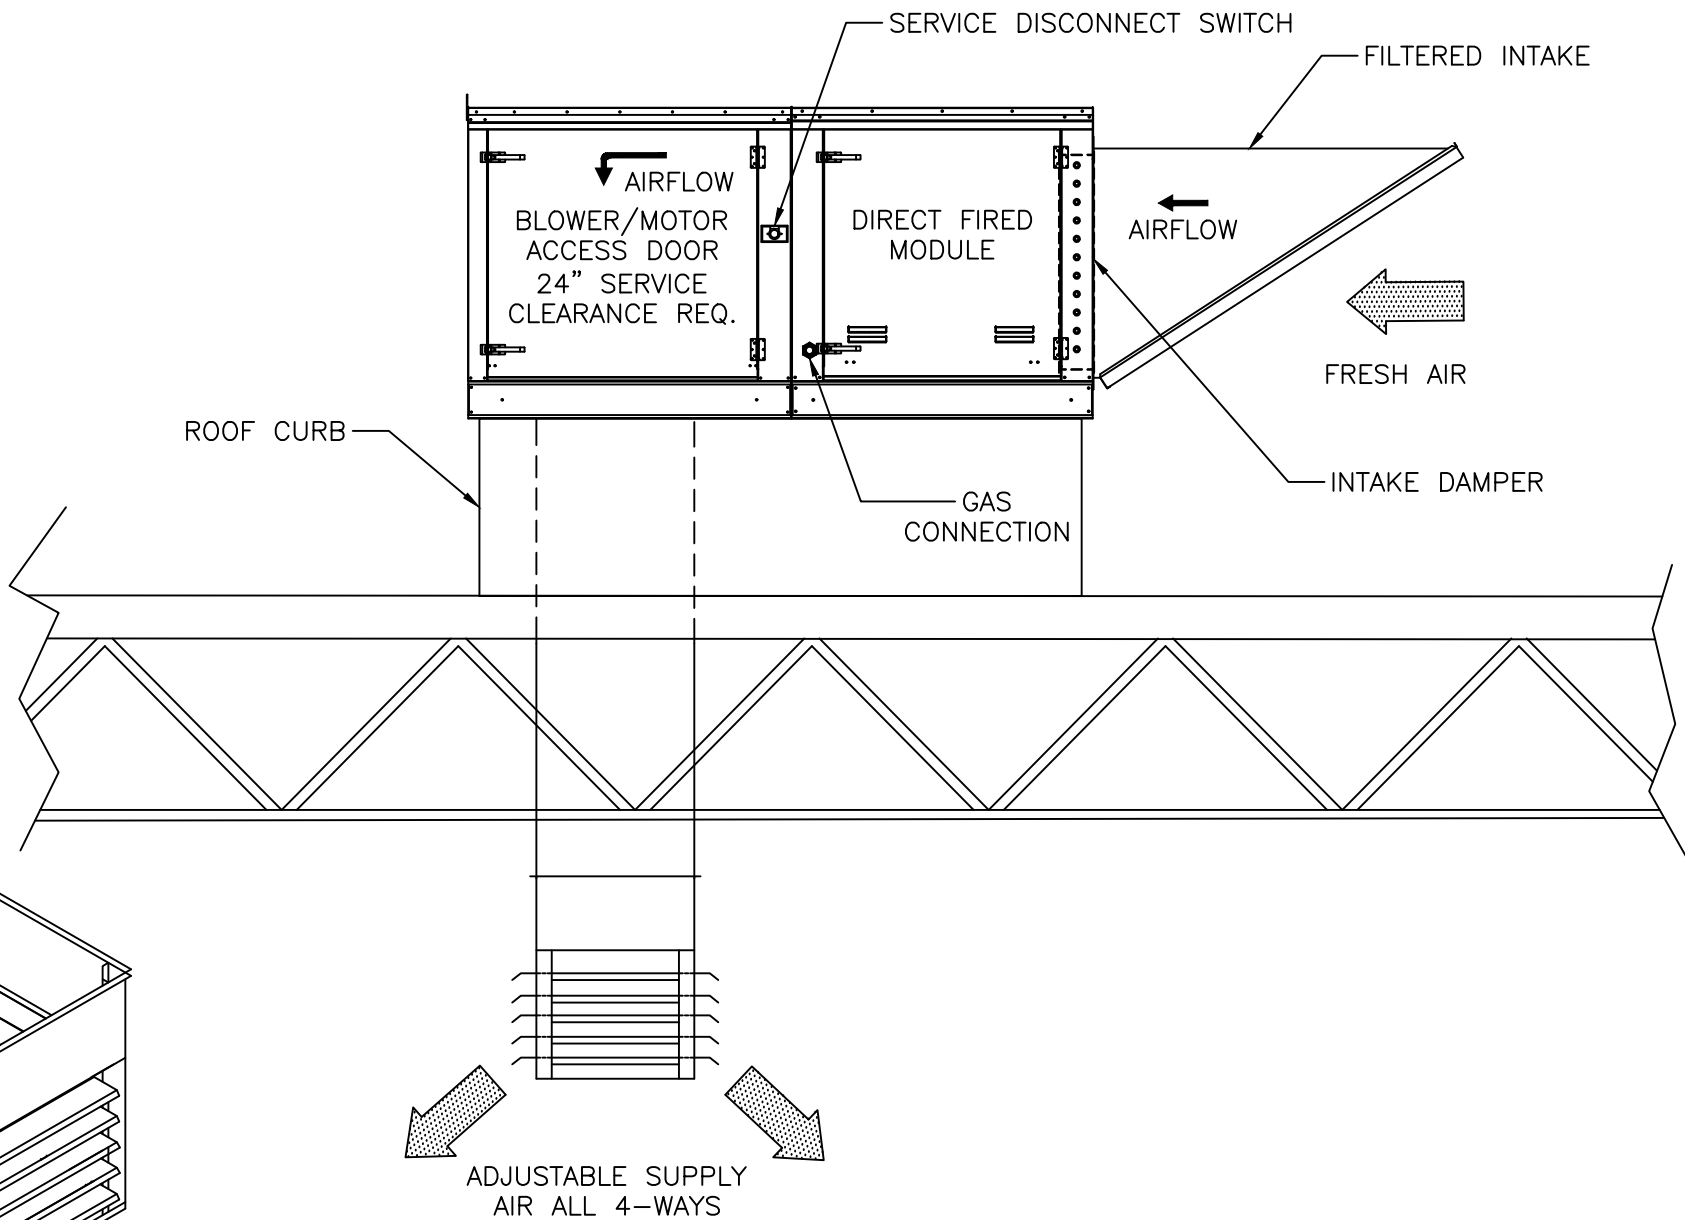 SERVICE DISCONNECT SWITCH
FILTERED INTAKE
AIRFLOW
BLOWER/MOTOR
ACCESS DOOR
24” SERVICE
CLEARANCE REQ.
DIRECT FIRED
MODULE
AIRFLOW
FRESH AIR
ROOF CURB
INTAKE DAMPER
GAS
CONNECTION
ADJUSTABLE SUPPLY
AIR ALL 4-WAYS